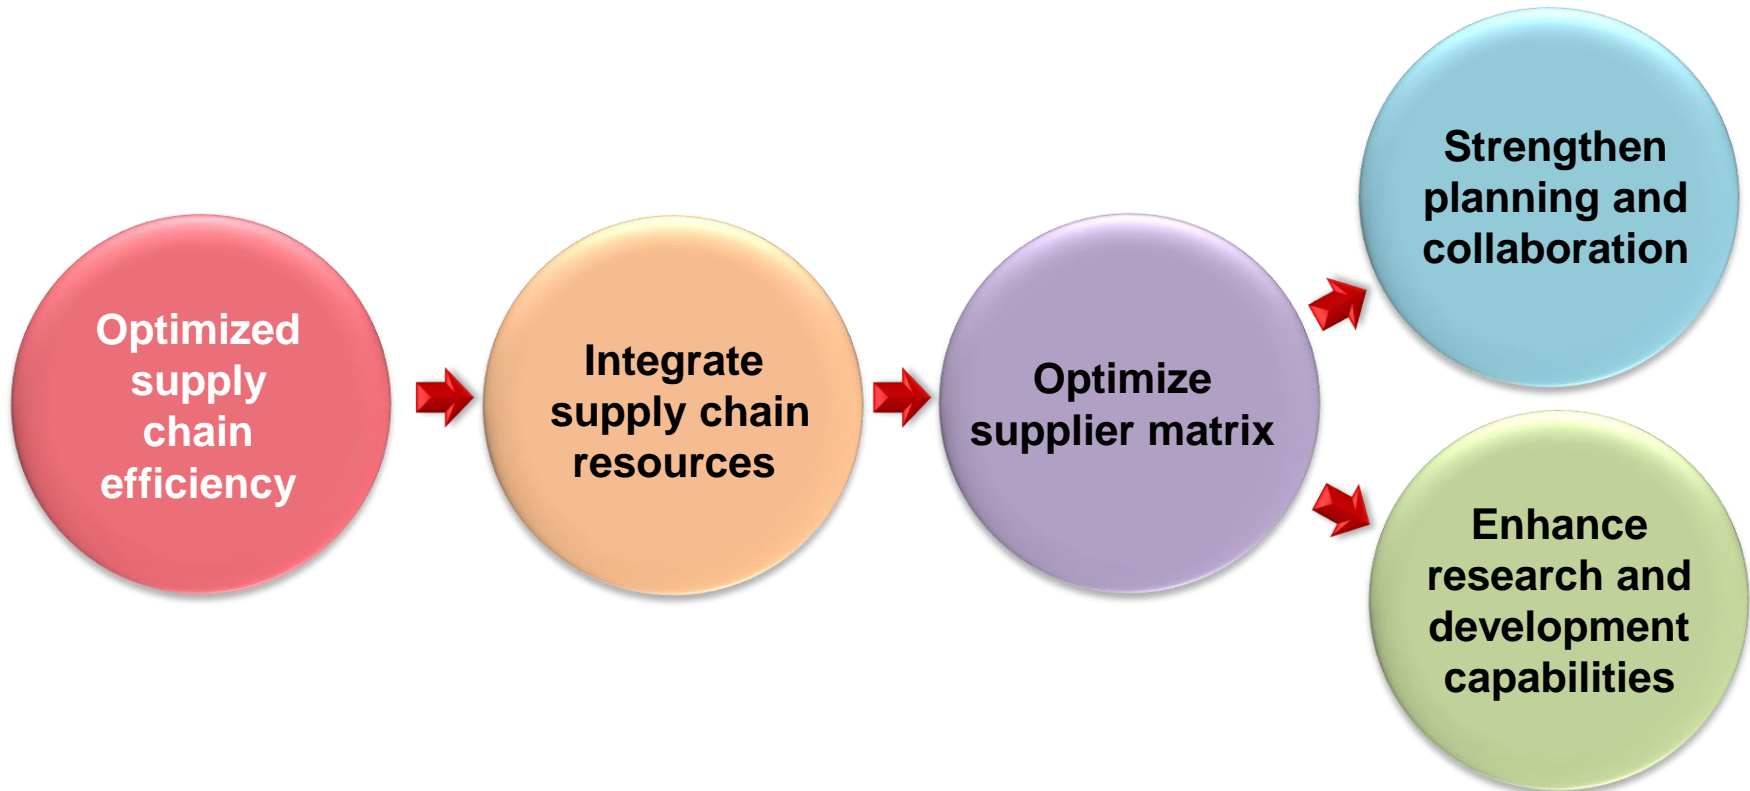 Optimized
supply
chain
efficiency
Integrate
supply chain
resources
Optimize
supplier matrix
Strengthen
planning and
collaboration
Enhance
research and
development
capabilities